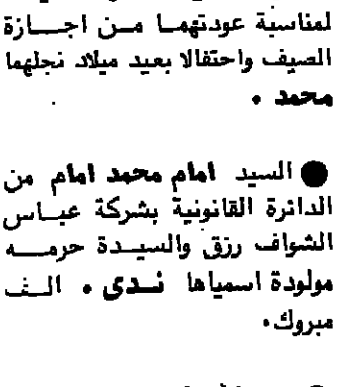 لمناسبة عودتهما من اجازة
الصيف واحتفالا بعيد ميلاد نجلهما
محمد •
● السيد امام محمد امام من
الدائرة القانونية بشركة عباس
الشواف رزق والسيدة حرمه
مولودة اسمياها ندى • الف
مبروك•